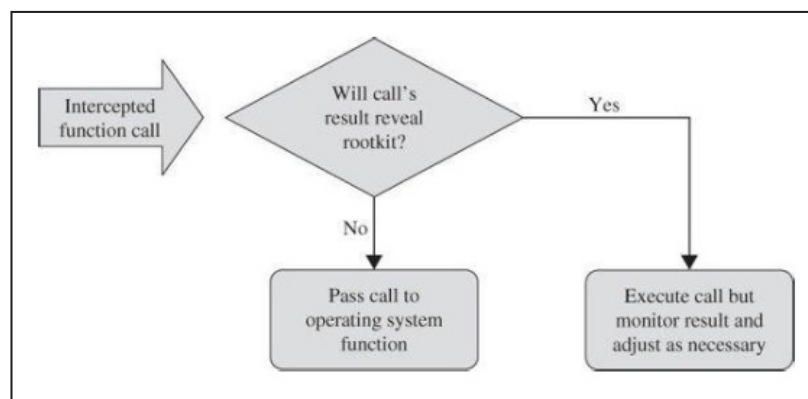 Intercepted
function call
Will call's
result reveal
rootkit?
Yes
No
Pass call to
operating system
function
Execute call but
monitor result and
adjust as necessary